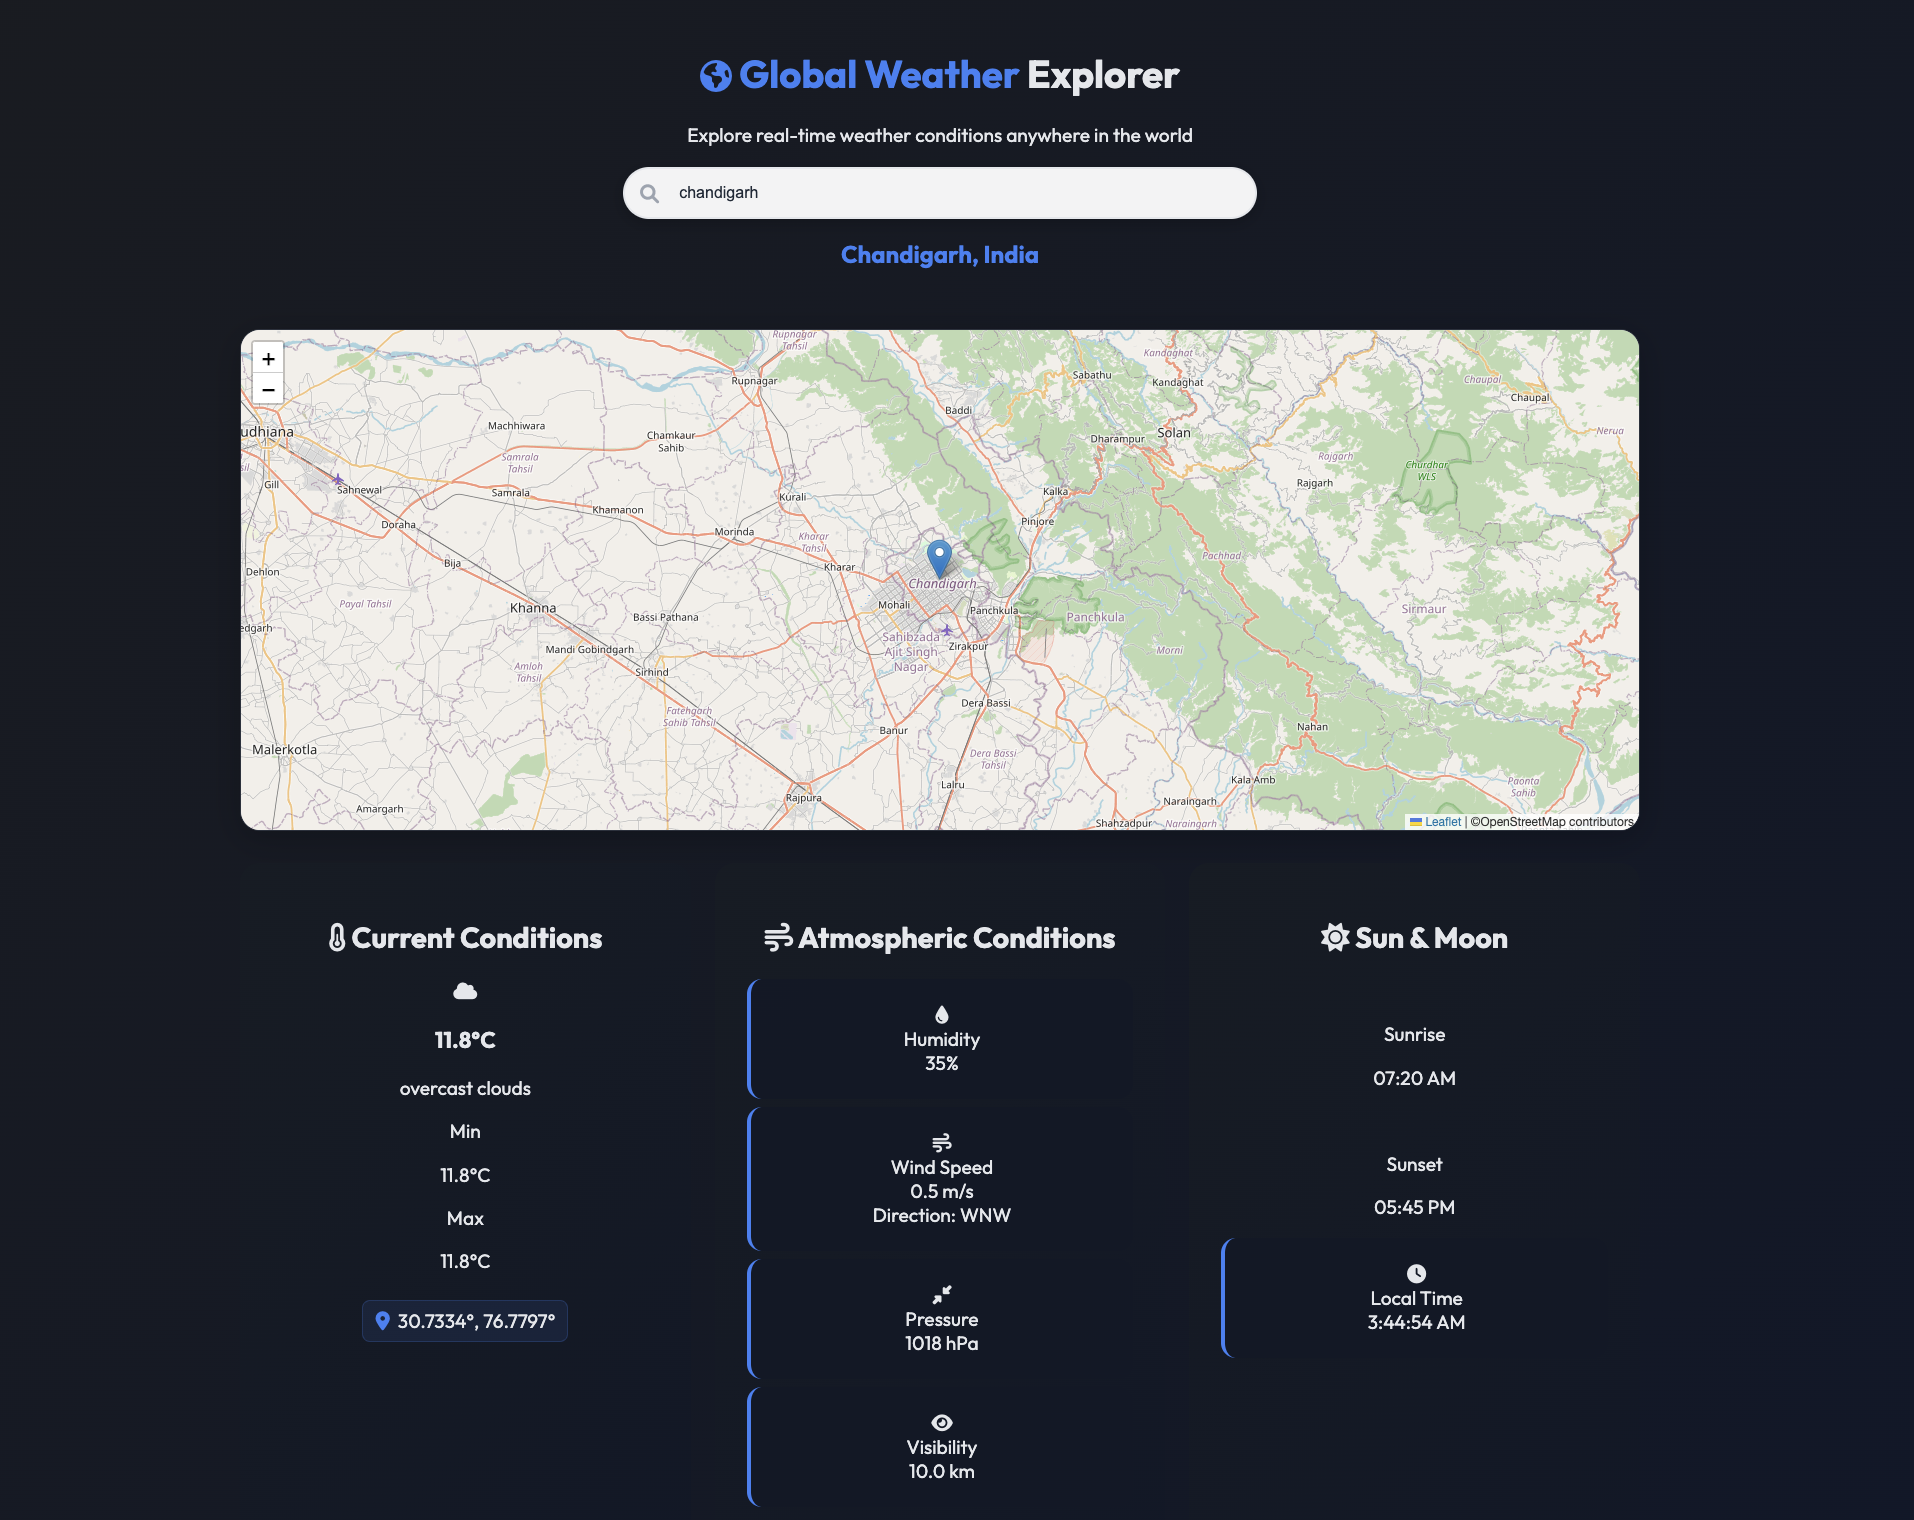 Global Weather Explorer
Explore real-time weather conditions anywhere in the world
chandigarh
Chandigarh, India
+
−
Rupnagar
Tahsil
Kandaghat
Rupnagar
Sabathu
Kandaghat
Chaupal
Chaupal
Baddi
Machhiwara
udhiana
Chamkaur
Sahib
Dharampur
Solan
Nerua
Samrala
Tahsil
Rajgarh
Churdhar
WLS
sil
Gill
Sahnewal
Samrala
Kurali
Kalka
Rajgarh
Khamanon
Doraha
Morinda
Pinjore
Kharar
Tahsil
Pachhad
Bija
Kharar
Dehlon
Chandigarh
Payal Tahsil
Khanna
Mohali
Panchkula
Sirmaur
Bassi Pathana
Panchkula
edgarh
Sahibzada
Ajit Singh
Nagar
Zirakpur
Mandi Gobindgarh
Morni
Amloh
Tahsil
Sirhind
Dera Bassi
Fatehgarh
Sahib Tahsil
Banur
Nahan
Malerkotla
Dera Bassi
Tahsil
Lalru
Kala Amb
Paonta
Sahib
Rajpura
Naraingarh
Amargarh
Shahzadpur
Naraingarh
Leaflet | ©OpenStreetMap contributors
Current Conditions
11.8°C
overcast clouds
Min
11.8°C
Max
11.8°C
30.7334°, 76.7797°
Atmospheric Conditions
Humidity
35%
Wind Speed
0.5 m/s
Direction: WNW
Pressure
1018 hPa
Visibility
10.0 km
Sun & Moon
Sunrise
07:20 AM
Sunset
05:45 PM
Local Time
3:44:54 AM